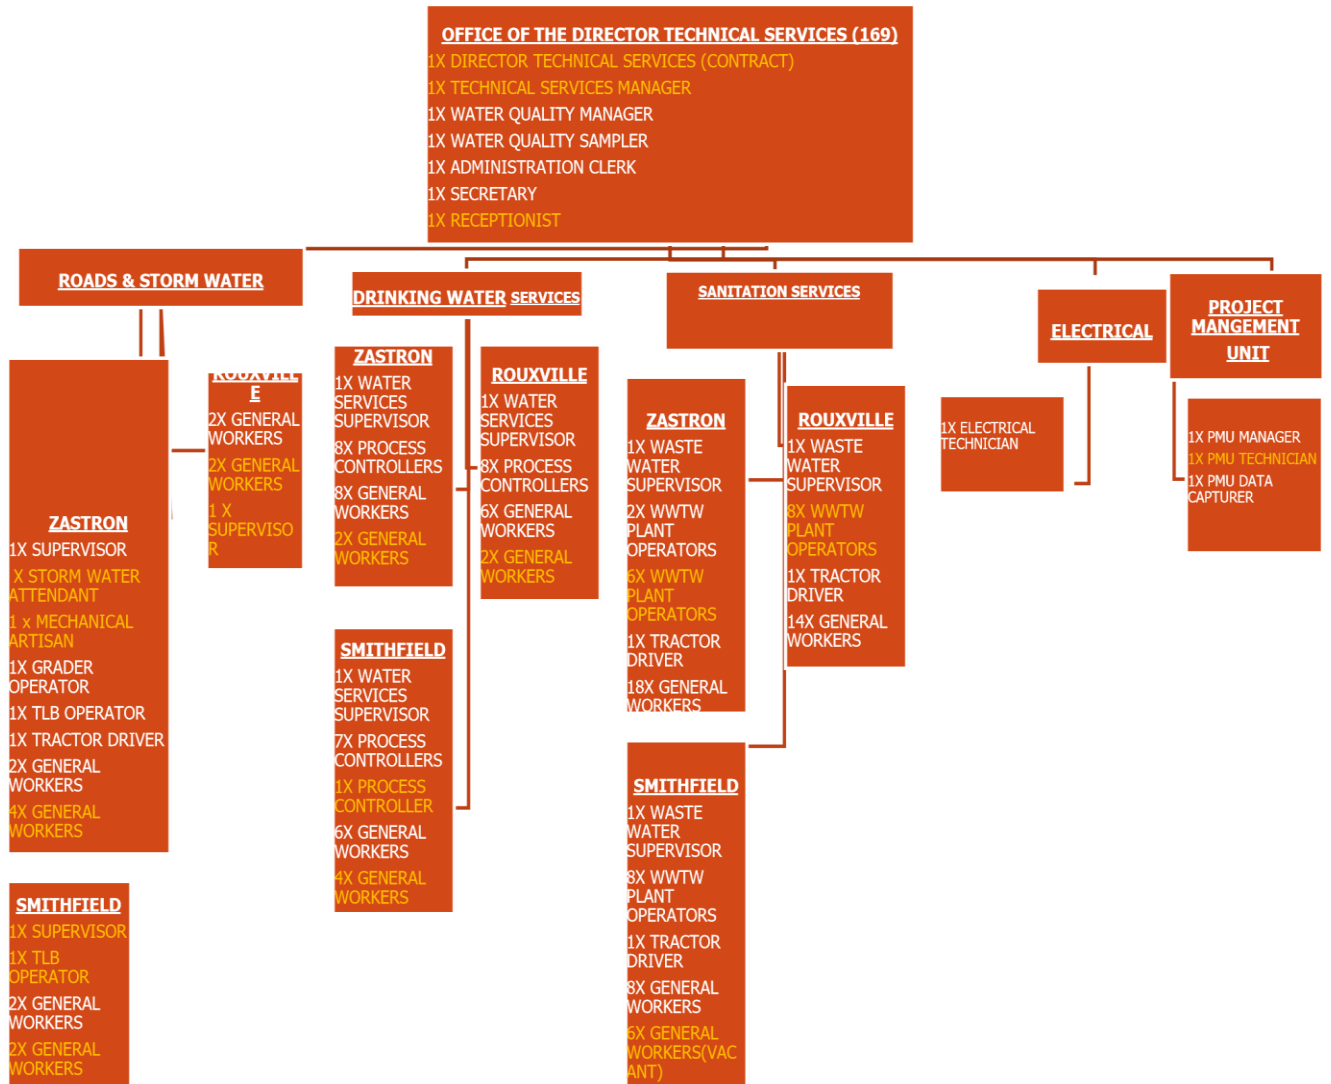 OFFICE OF THE DIRECTOR TECHNICAL SERVICES (169)
1X DIRECTOR TECHNICAL SERVICES (CONTRACT)
1X TECHNICAL SERVICES MANAGER
1X WATER QUALITY MANAGER
1X WATER QUALITY SAMPLER
1X ADMINISTRATION CLERK
1X SECRETARY
1X RECEPTIONIST
ROADS & STORM WATER
ZASTRON
1X SUPERVISOR
X STORM WATER
ATTENDANT
1 x MECHANICAL
ARTISAN
1X GRADER
OPERATOR
1X TLB OPERATOR
1X TRACTOR DRIVER
2X GENERAL
WORKERS
4X GENERAL
WORKERS
ROUXVILL
E
2X GENERAL
WORKERS
2X GENERAL
WORKERS
1 X
SUPERVISO
R
SMITHFIELD
1X SUPERVISOR
1X TLB
OPERATOR
2X GENERAL
WORKERS
2X GENERAL
WORKERS
DRINKING WATER SERVICES
ZASTRON
1X WATER
SERVICES
SUPERVISOR
8X PROCESS
CONTROLLERS
8X GENERAL
WORKERS
2X GENERAL
WORKERS
ROUXVILLE
1X WATER
SERVICES
SUPERVISOR
8X PROCESS
CONTROLLERS
6X GENERAL
WORKERS
2X GENERAL
WORKERS
SMITHFIELD
1X WATER
SERVICES
SUPERVISOR
7X PROCESS
CONTROLLERS
1X PROCESS
CONTROLLER
6X GENERAL
WORKERS
4X GENERAL
WORKERS
SANITATION SERVICES
ZASTRON
1X WASTE
WATER
SUPERVISOR
2X WWTW
PLANT
OPERATORS
6X WWTW
PLANT
OPERATORS
1X TRACTOR
DRIVER
18X GENERAL
WORKERS
ROUXVILLE
1X WASTE
WATER
SUPERVISOR
8X WWTW
PLANT
OPERATORS
1X TRACTOR
DRIVER
14X GENERAL
WORKERS
SMITHFIELD
1X WASTE
WATER
SUPERVISOR
8X WWTW
PLANT
OPERATORS
1X TRACTOR
DRIVER
8X GENERAL
WORKERS
6X GENERAL
WORKERS(VAC
ANT)
ELECTRICAL
1X ELECTRICAL
TECHNICIAN
PROJECT
MANGEMENT
UNIT
1X PMU MANAGER
1X PMU TECHNICIAN
1X PMU DATA
CAPTURER